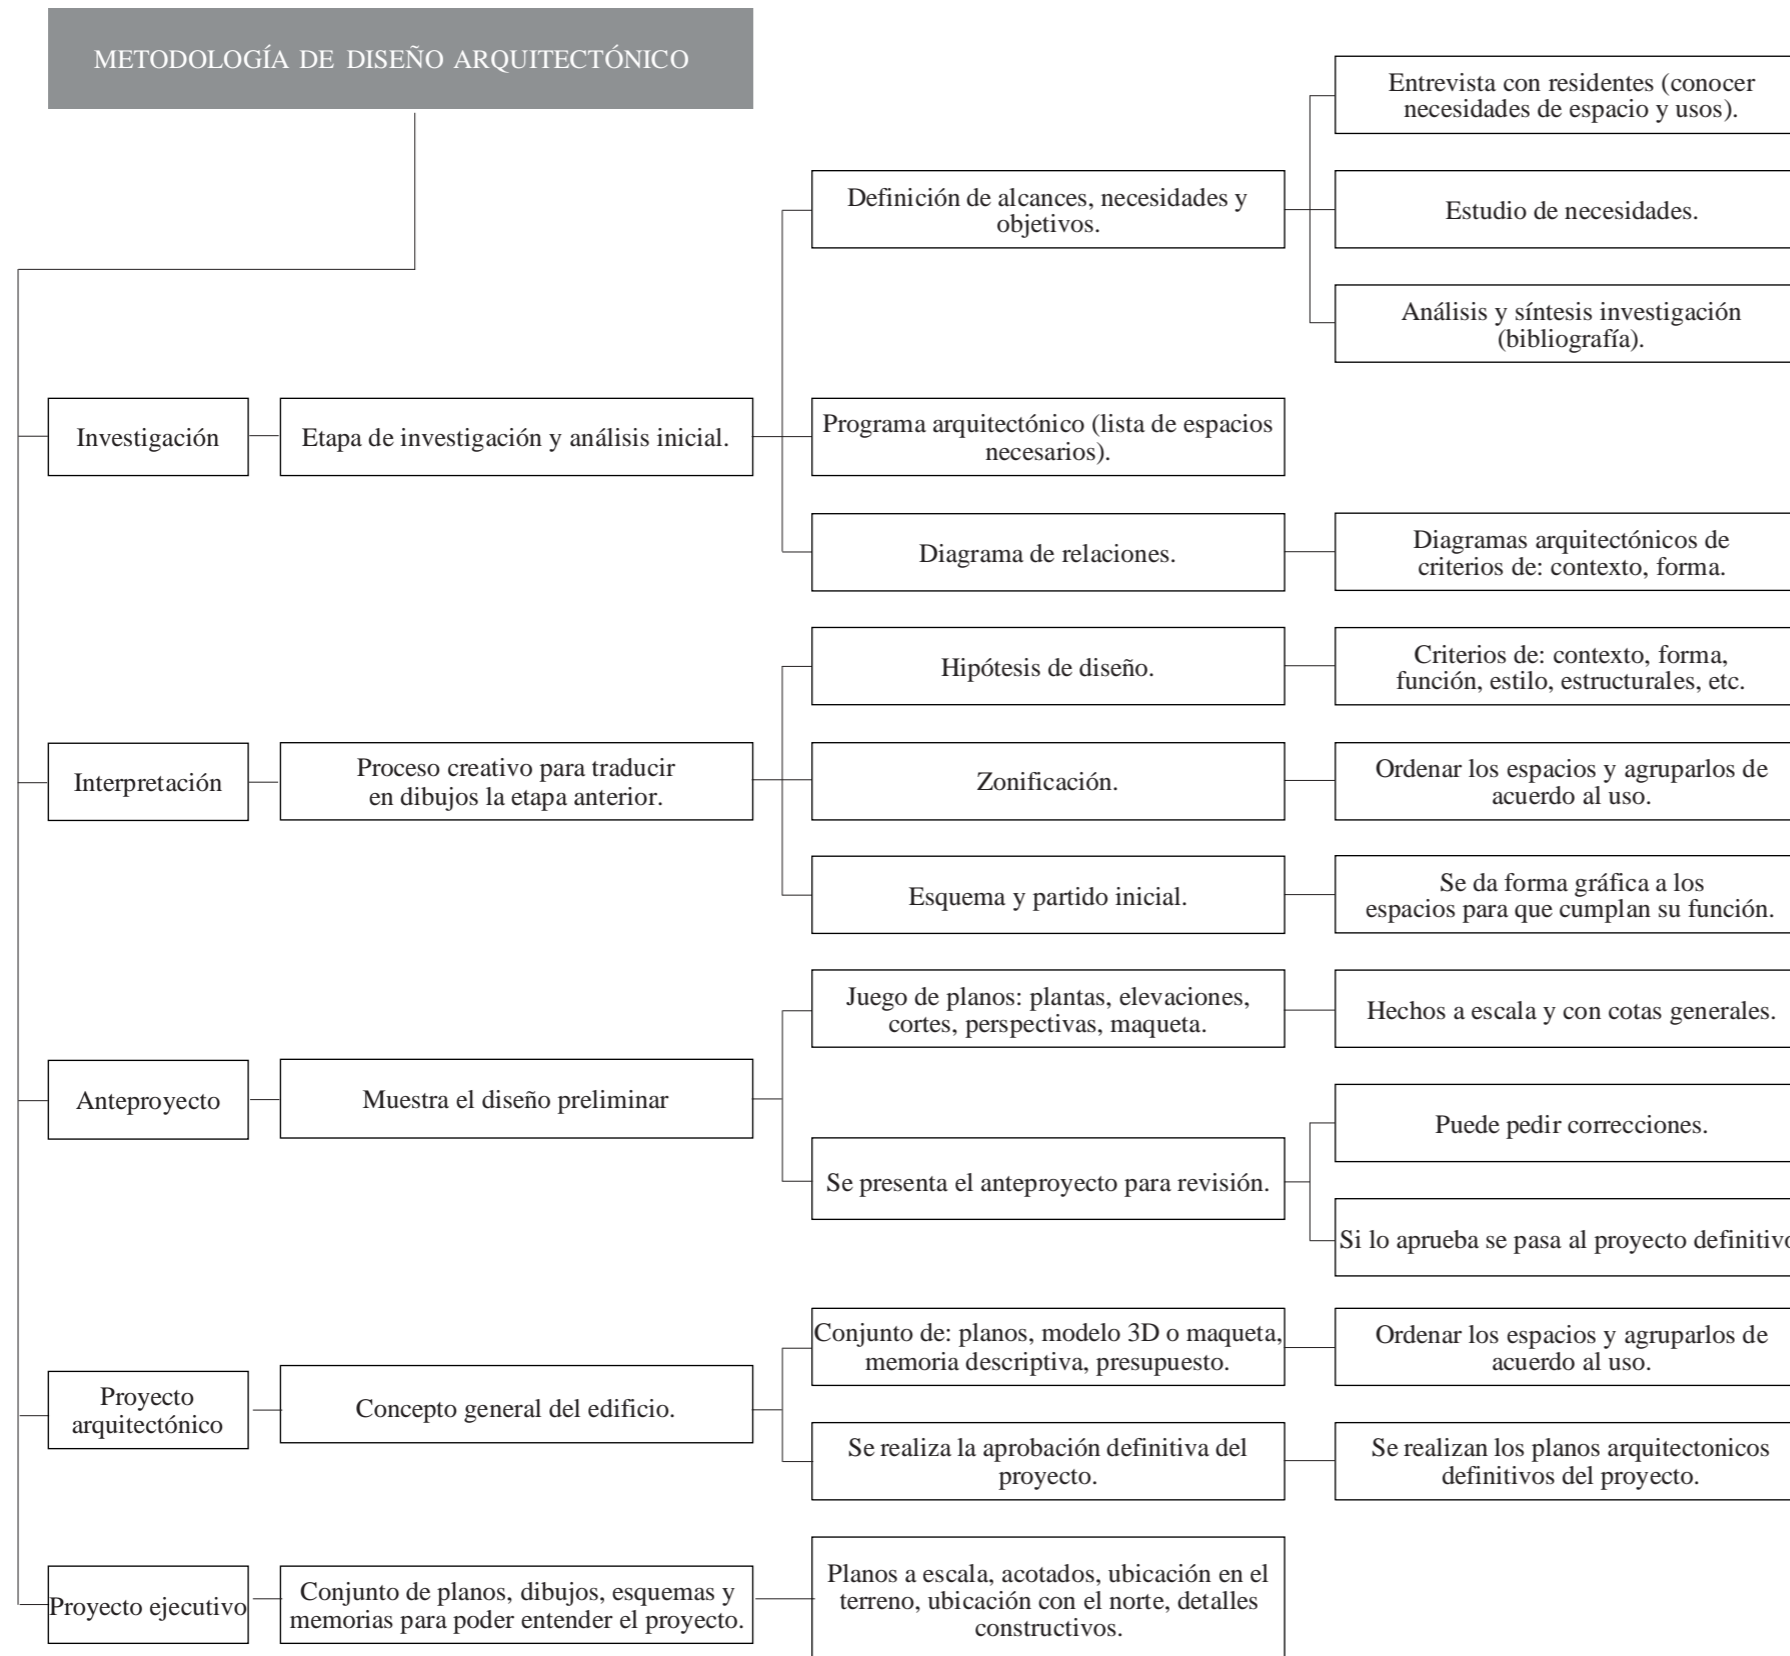 METODOLOGÍA DE DISEÑO ARQUITECTÓNICO
Investigación
Etapa de investigación y análisis inicial.
Definición de alcances, necesidades y
objetivos.
Entrevista con residentes (conocer
necesidades de espacio y usos).
Estudio de necesidades.
Análisis y síntesis investigación
(bibliografía).
Programa arquitectónico (lista de espacios
necesarios).
Diagrama de relaciones.
Diagramas arquitectónicos de
criterios de: contexto, forma.
Interpretación
Proceso creativo para traducir
en dibujos la etapa anterior.
Hipótesis de diseño.
Criterios de: contexto, forma,
función, estilo, estructurales, etc.
Zonificación.
Ordenar los espacios y agruparlos de
acuerdo al uso.
Esquema y partido inicial.
Se da forma gráfica a los
espacios para que cumplan su función.
Anteproyecto
Muestra el diseño preliminar
Juego de planos: plantas, elevaciones,
cortes, perspectivas, maqueta.
Hechos a escala y con cotas generales.
Se presenta el anteproyecto para revisión.
Puede pedir correcciones.
Si lo aprueba se pasa al proyecto definitivo
Proyecto
arquitectónico
Concepto general del edificio.
Conjunto de: planos, modelo 3D o maqueta,
memoria descriptiva, presupuesto.
Ordenar los espacios y agruparlos de
acuerdo al uso.
Se realiza la aprobación definitiva del
proyecto.
Se realizan los planos arquitectonicos
definitivos del proyecto.
Proyecto ejecutivo
Conjunto de planos, dibujos, esquemas y
memorias para poder entender el proyecto.
Planos a escala, acotados, ubicación en el
terreno, ubicación con el norte, detalles
constructivos.